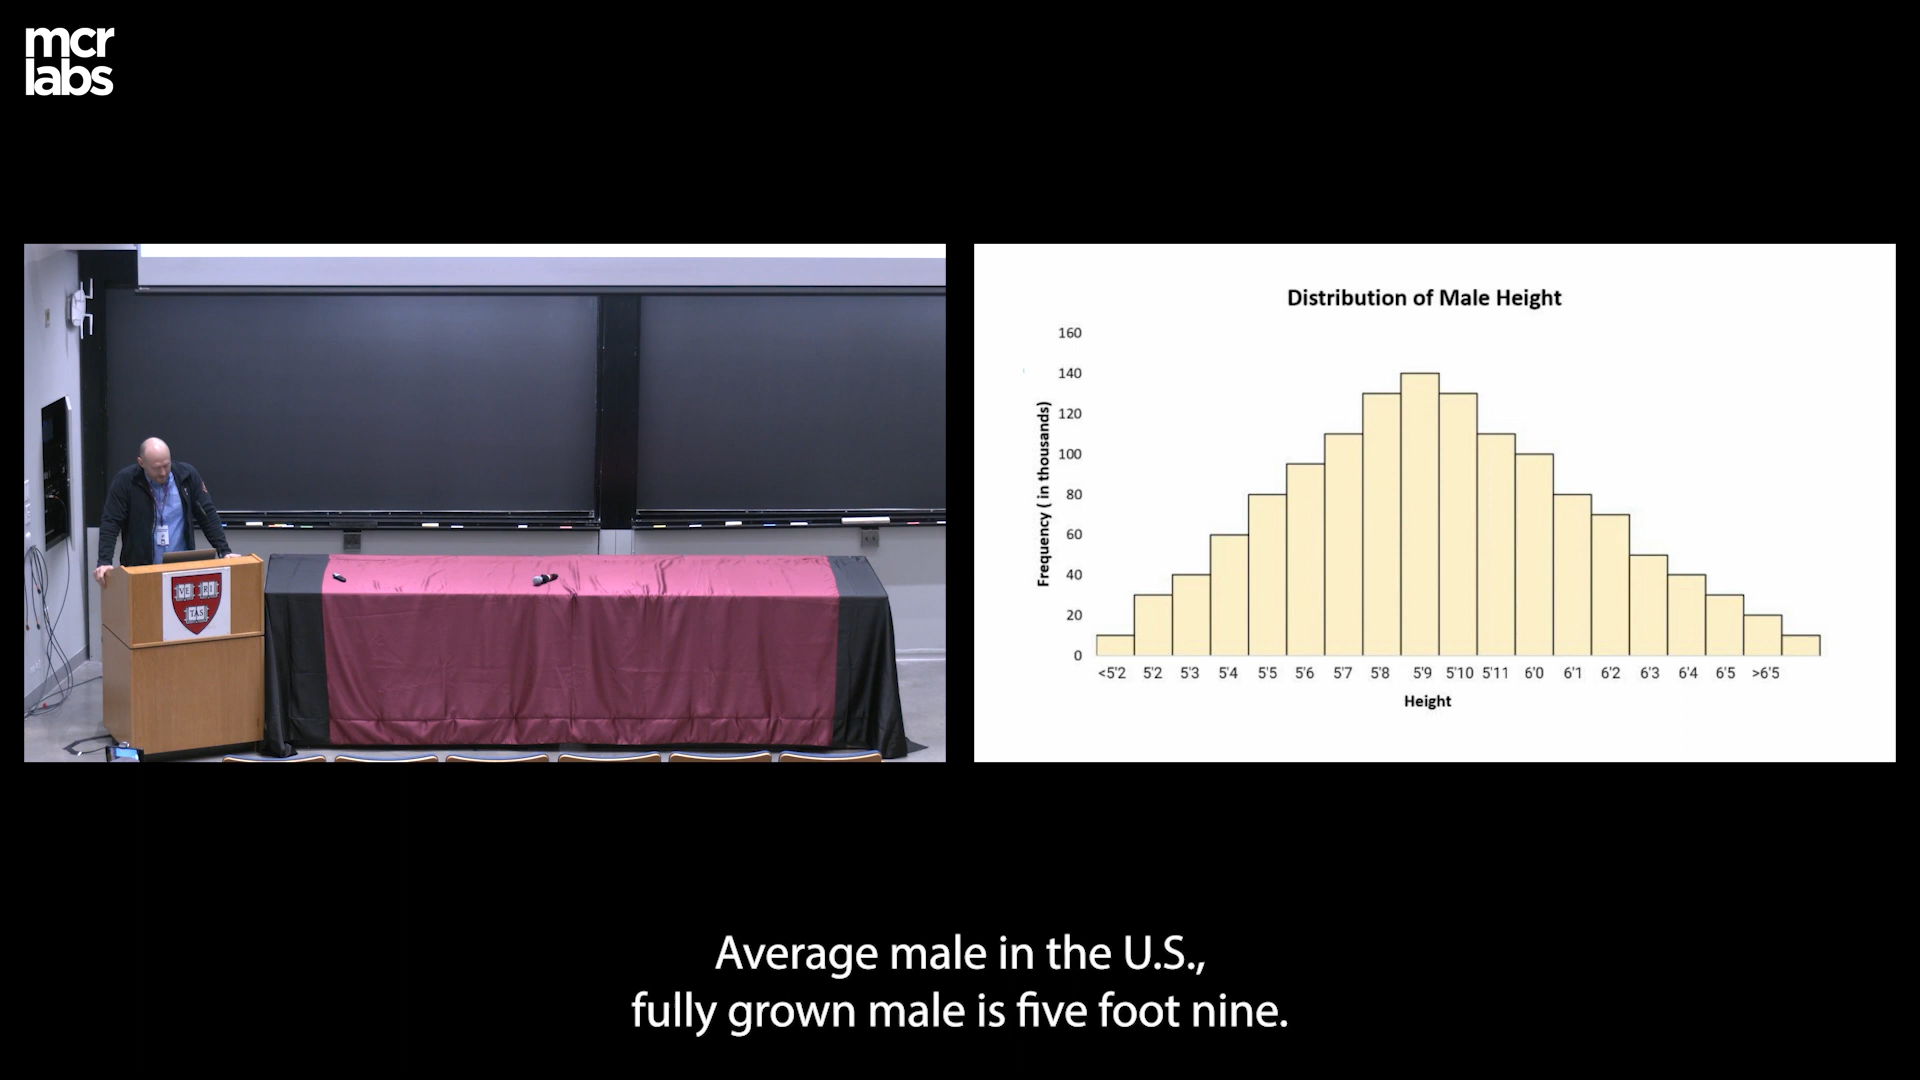 mcr
labs
VE RI
TAS
Distribution of Male Height
160
140
120
100
80
60
40
20
0
Frequency ( in thousands)
<5'2 5'2 5'3 5'4 5'5 5'6 5'7 5'8 5'9 5'10 5'11 6'0 6'1 6'2 6'3 6'4 6'5 >6'5
Height
Average male in the U.S.,
fully grown male is five foot nine.